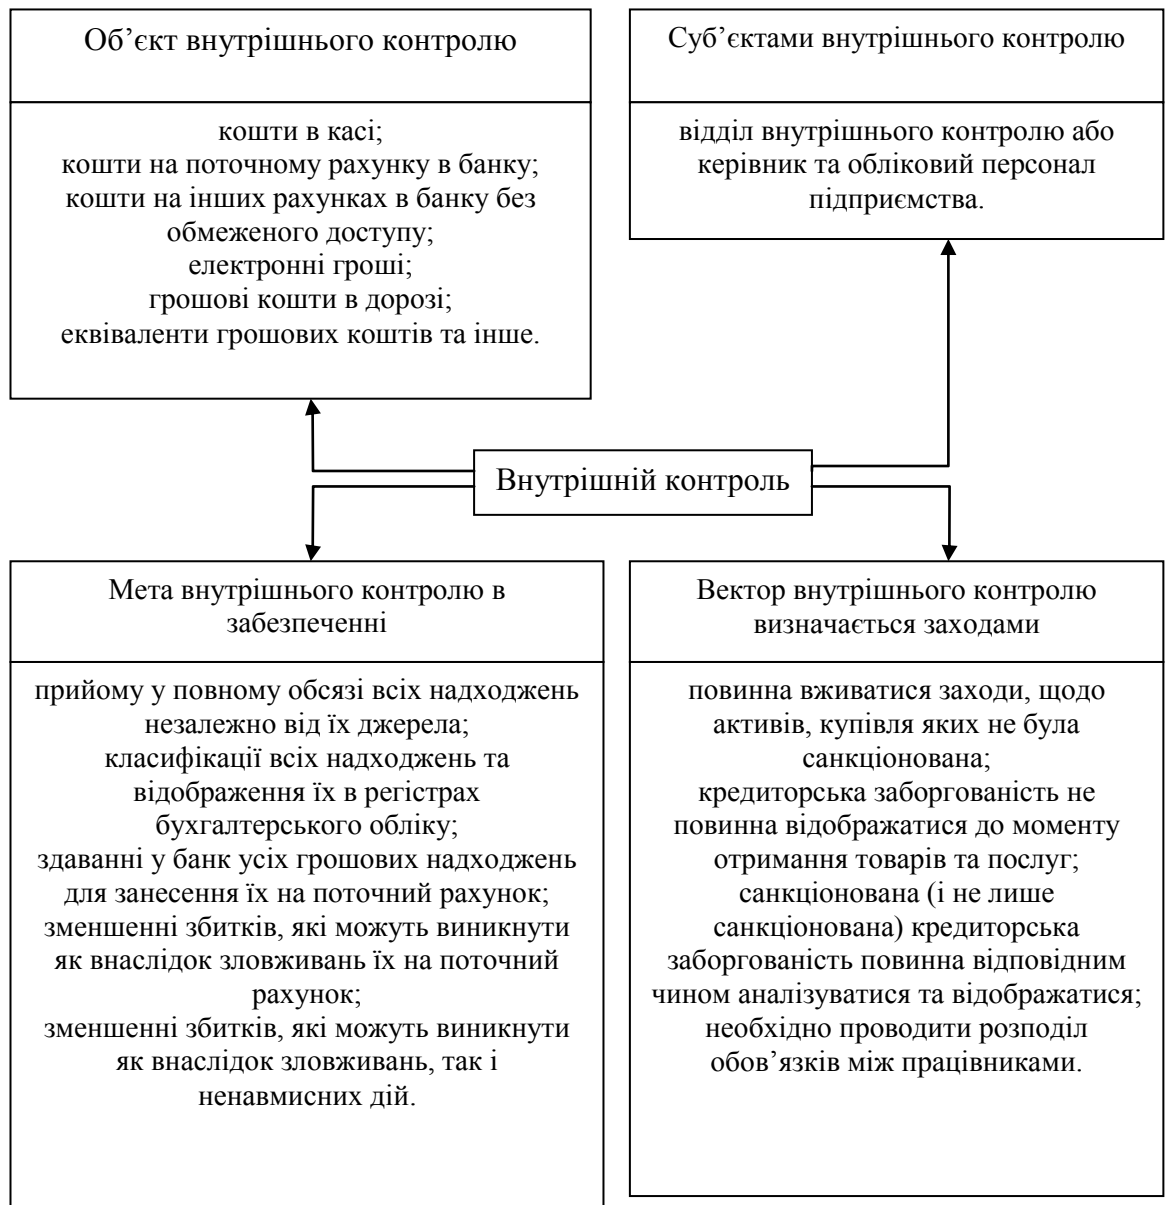 Об’єкт внутрішнього контролю
кошти в касі;
кошти на поточному рахунку в банку;
кошти на інших рахунках в банку без
обмеженого доступу;
електронні гроші;
грошові кошти в дорозі;
еквіваленти грошових коштів та інше.
Суб’єктами внутрішнього контролю
відділ внутрішнього контролю або
керівник та обліковий персонал
підприємства.
Внутрішній контроль
Мета внутрішнього контролю в
забезпеченні
прийому у повному обсязі всіх надходжень
незалежно від їх джерела;
класифікації всіх надходжень та
відображення їх в регістрах
бухгалтерського обліку;
здаванні у банк усіх грошових надходжень
для занесення їх на поточний рахунок;
зменшенні збитків, які можуть виникнути
як внаслідок зловживань їх на поточний
рахунок;
зменшенні збитків, які можуть виникнути
як внаслідок зловживань, так і
ненавмисних дій.
Вектор внутрішнього контролю
визначається заходами
повинна вживатися заходи, щодо
активів, купівля яких не була
санкціонована;
кредиторська заборгованість не
повинна відображатися до моменту
отримання товарів та послуг;
санкціонована (і не лише
санкціонована) кредиторська
заборгованість повинна відповідним
чином аналізуватися та відображатися;
необхідно проводити розподіл
обов’язків між працівниками.